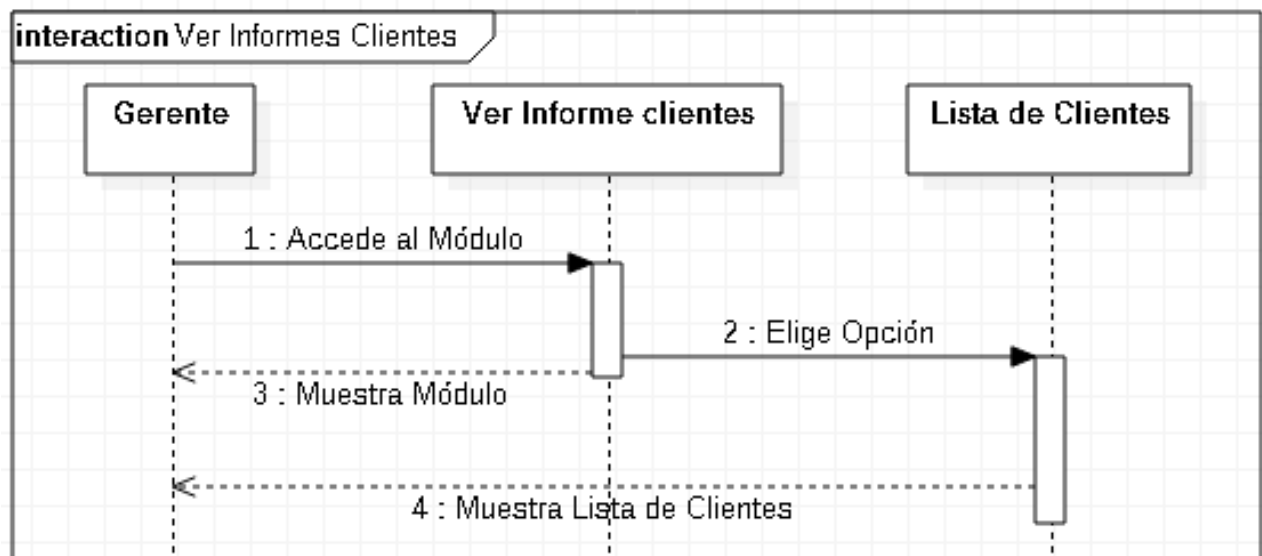 interaction Ver Informes Clientes
Gerente
Ver Informe clientes
Lista de Clientes
1 : Accede al Módulo
2 : Elige Opción
3 : Muestra Módulo
4 : Muestra Lista de Clientes